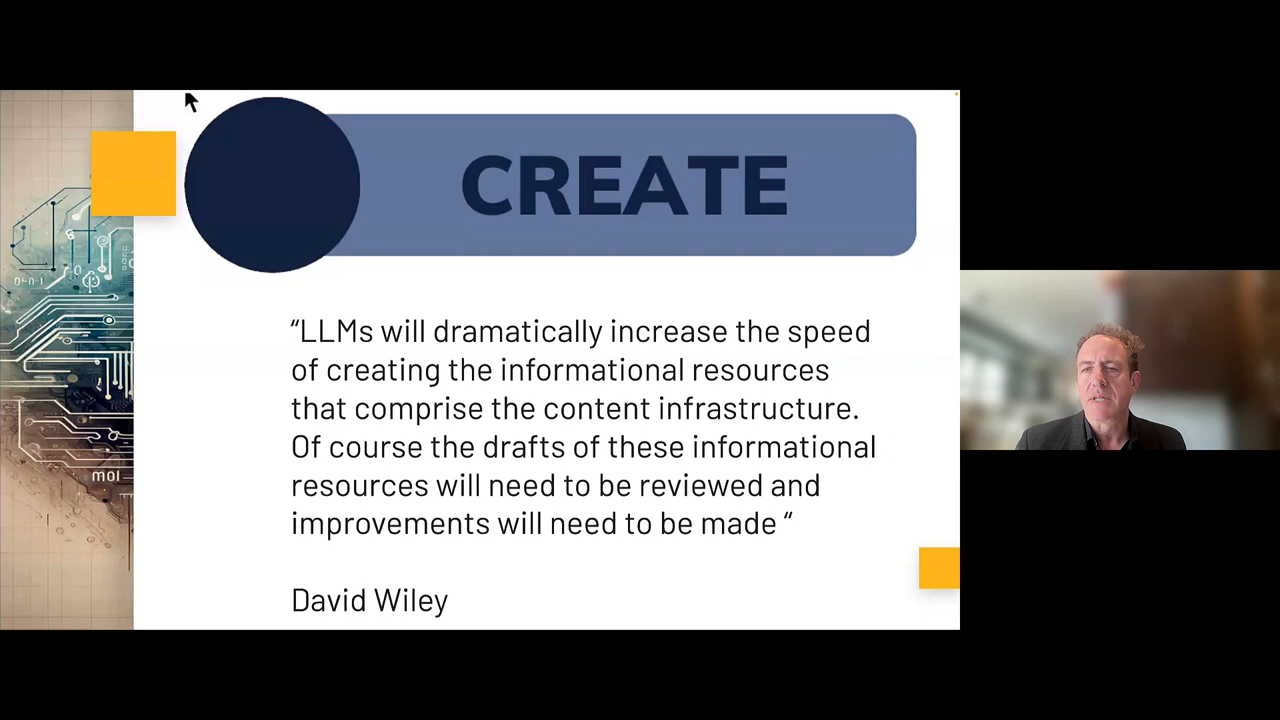 CREATE
“LLMs will dramatically increase the speed
of creating the informational resources
that comprise the content infrastructure.
Of course the drafts of these informational
resources will need to be reviewed and
improvements will need to be made “
David Wiley
mol